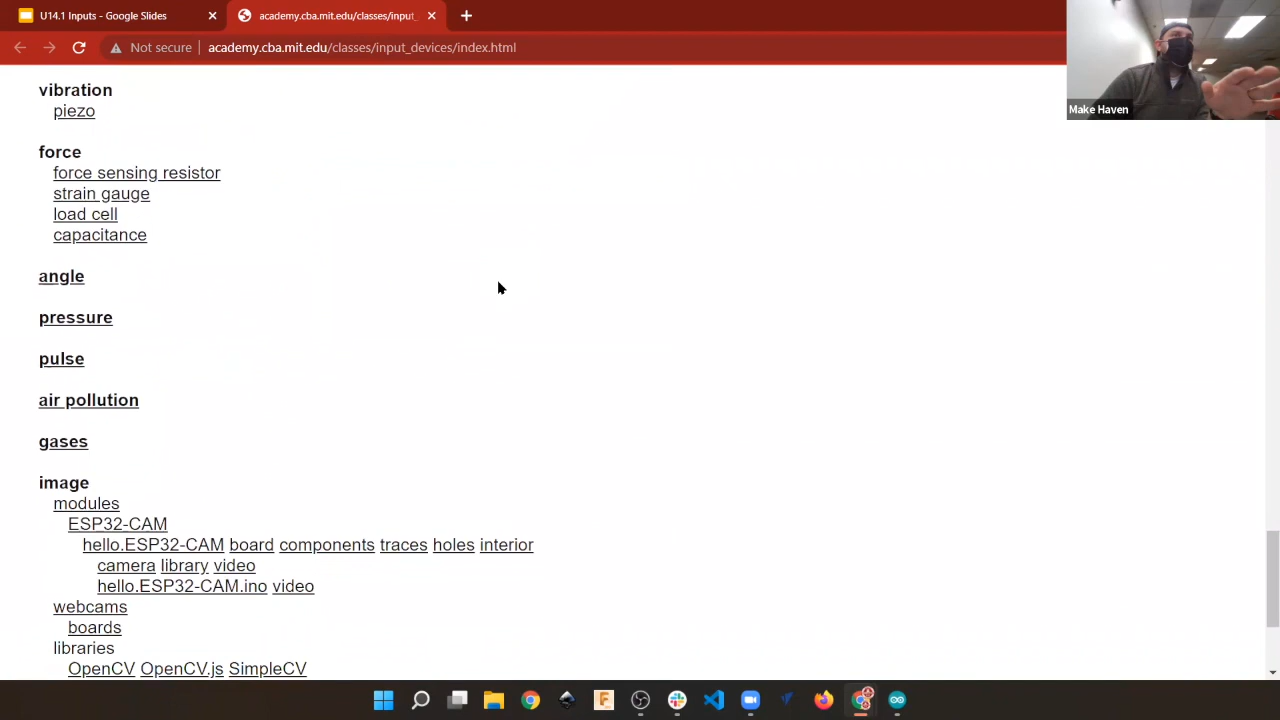 U14.1 Inputs - Google Slides
academy.cba.mit.edu/classes/input_
Not secure
academy.cba.mit.edu/classes/input_devices/index.html
Make Haven
vibration
piezo
force
force sensing resistor
strain gauge
load cell
capacitance
angle
pressure
pulse
air pollution
gases
image
modules
ESP32-CAM
hello.ESP32-CAM board components traces holes interior
camera library video
hello.ESP32-CAM.ino video
webcams
boards
libraries
OpenCV OpenCV.js SimpleCV